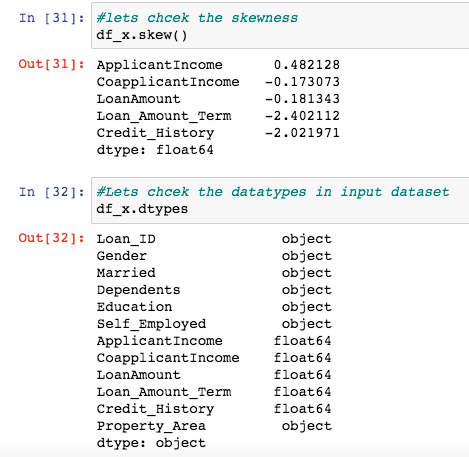 In [31]: #lets chcek the skewness
df_x.skew()
Out[31]: ApplicantIncome 0.482128
CoapplicantIncome -0.173073
LoanAmount -0.181343
Loan_Amount_Term -2.402112
Credit_History -2.021971
dtype: float64
In [32]: #Lets chcek the datatypes in input dataset
df_x.dtypes
Out[32]: Loan_ID object
Gender object
Married object
Dependents object
Education object
Self_Employed object
ApplicantIncome float64
CoapplicantIncome float64
LoanAmount float64
Loan_Amount_Term float64
Credit_History float64
Property_Area object
dtype: object